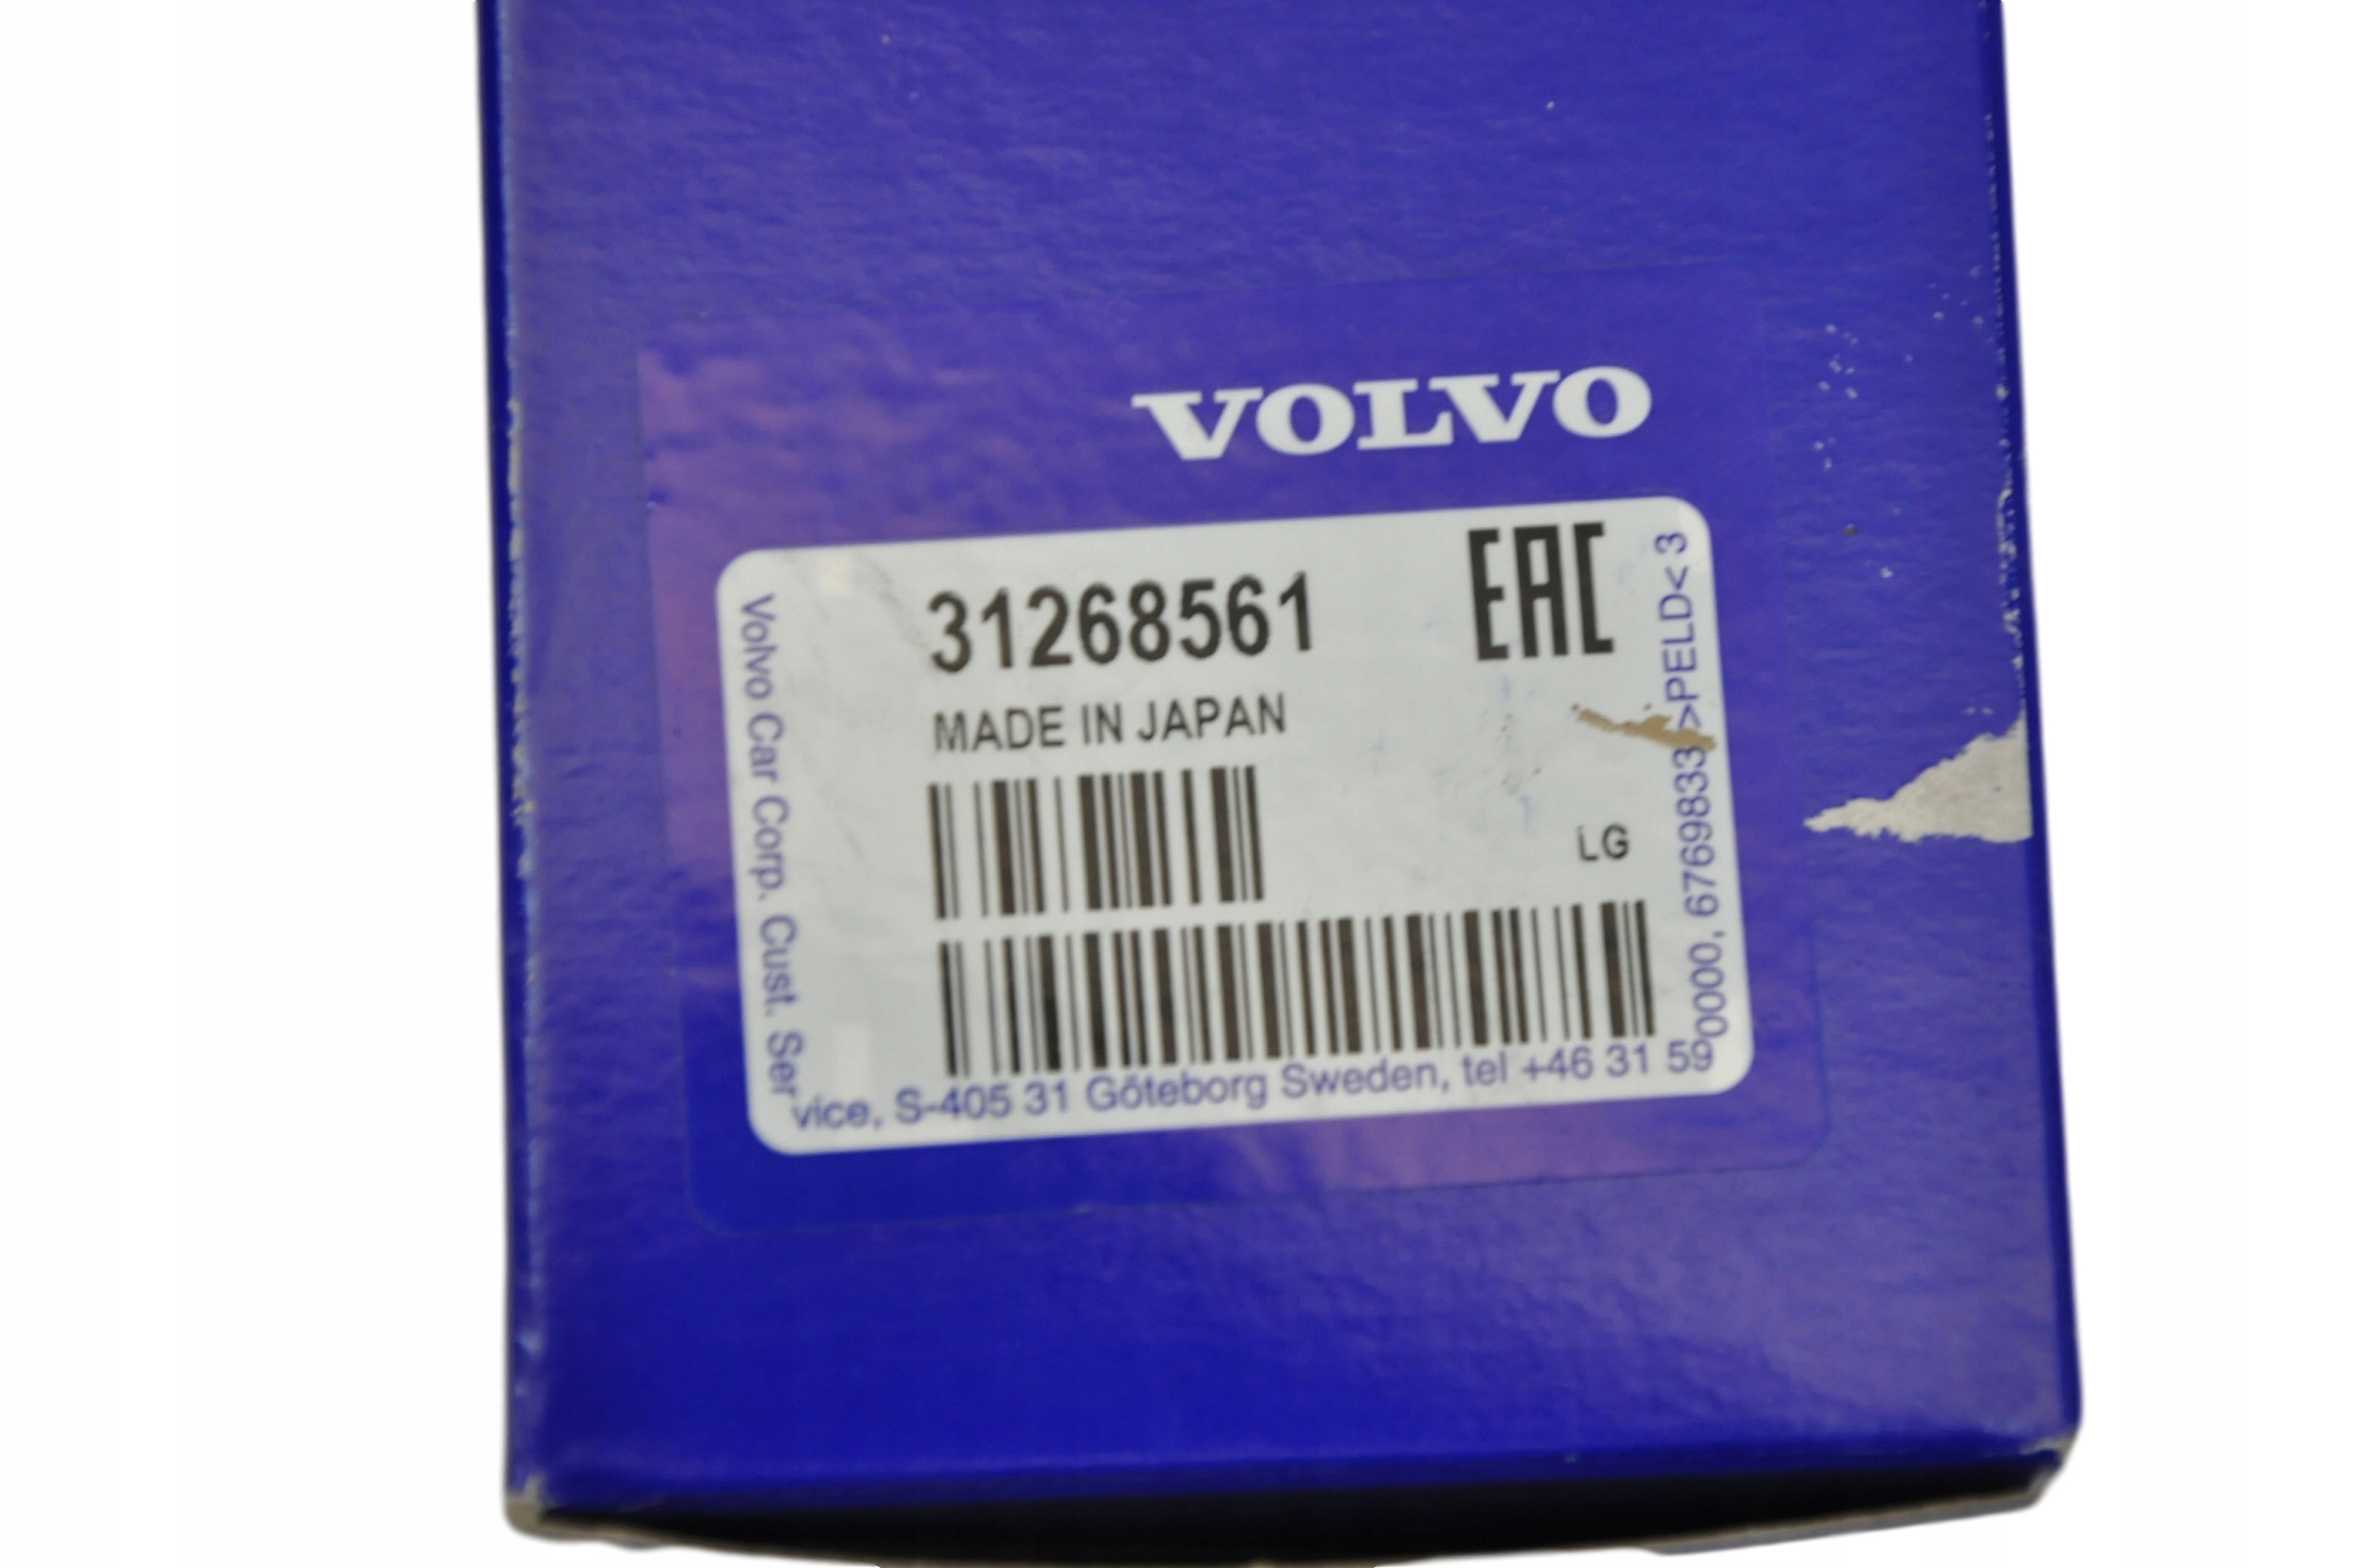 VOLVO
31268561
EAC
MADE IN JAPAN
LG
Volvo Car Corp. Cust. Service, S-405 31 Göteborg Sweden, tel +46 31 590000, 6769833 >PELD< 3